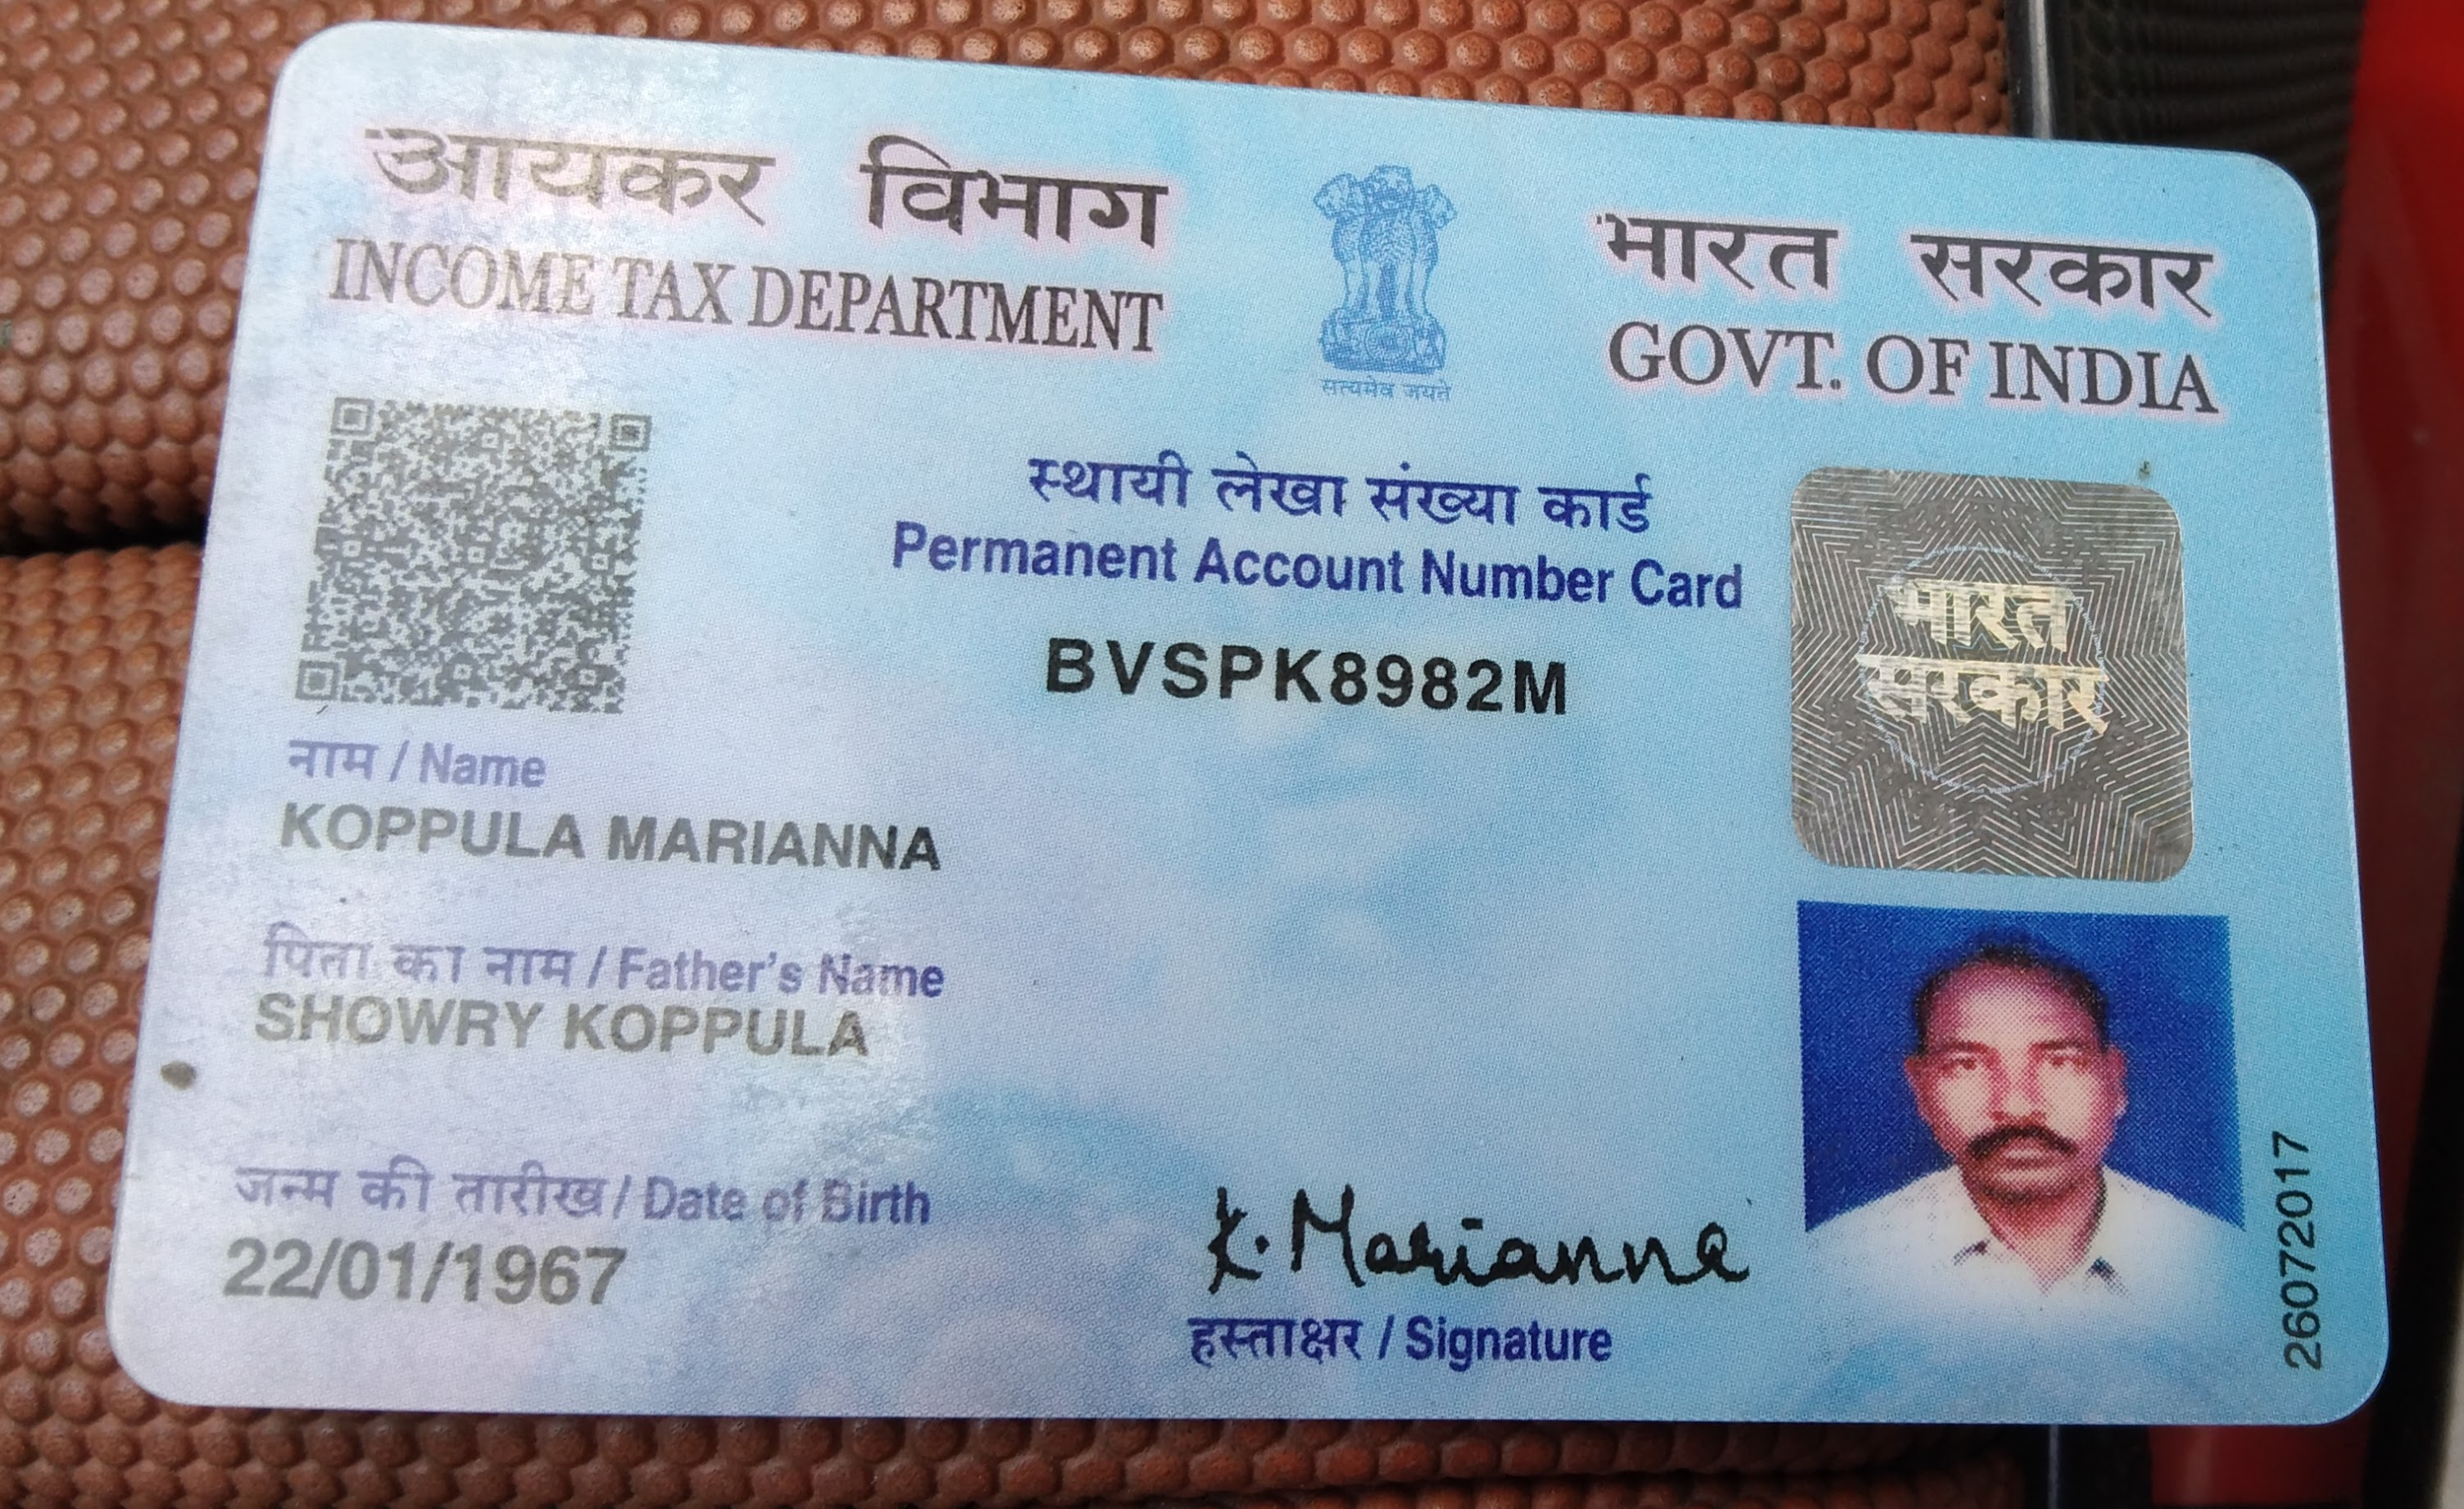 आयकर विभाग
INCOME TAX DEPARTMENT
सत्यमेव जयते
भारत सरकार
GOVT. OF INDIA
स्थायी लेखा संख्या कार्ड
Permanent Account Number Card
BVSPK8982M
भारत
सरकार
नाम / Name
KOPPULA MARIANNA
पिता का नाम / Father's Name
SHOWRY KOPPULA
जन्म की तारीख / Date of Birth
22/01/1967
K. Marianna
हस्ताक्षर / Signature
26072017